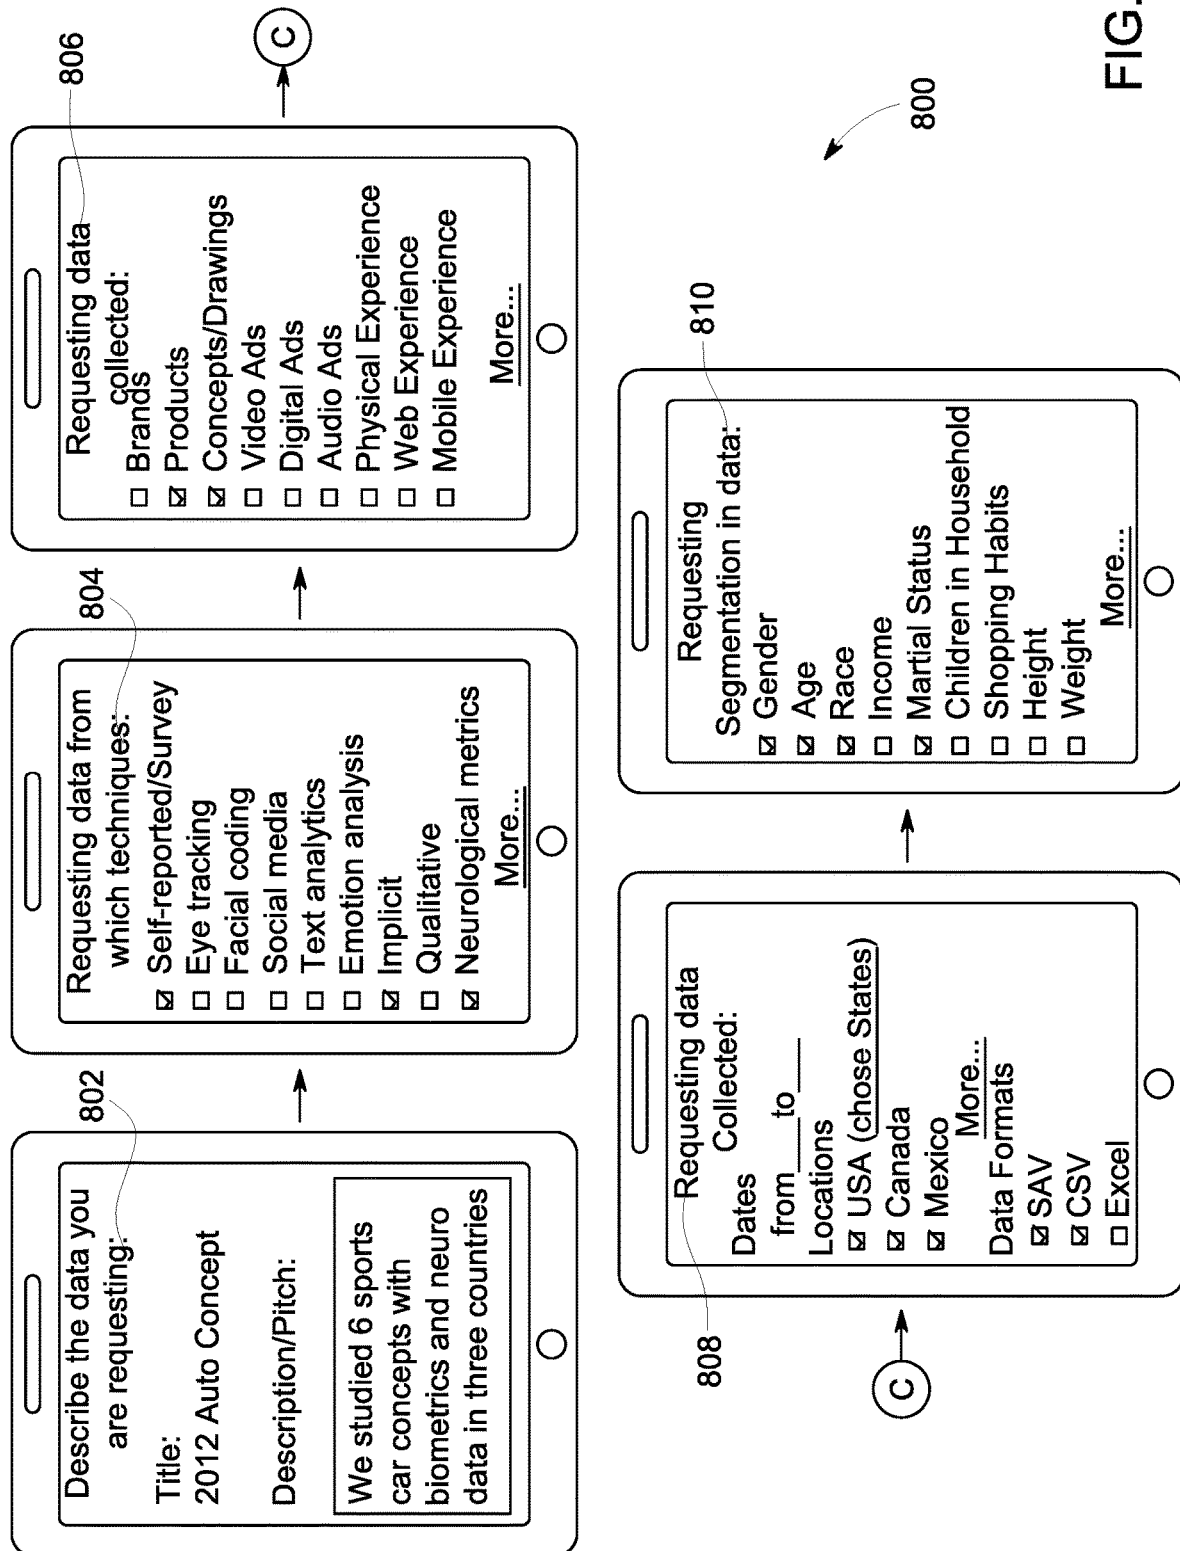 802
Describe the data you
are requesting:
Title:
2012 Auto Concept
Description/Pitch:
We studied 6 sports
car concepts with
biometrics and neuro
data in three countries
804
Requesting data from
which techniques:
☑ Self-reported/Survey
☐ Eye tracking
☐ Facial coding
☐ Social media
☐ Text analytics
☐ Emotion analysis
☑ Implicit
☐ Qualitative
☑ Neurological metrics
More...
806
Requesting data
collected:
☐ Brands
☑ Products
☑ Concepts/Drawings
☐ Video Ads
☐ Digital Ads
☐ Audio Ads
☐ Physical Experience
☐ Web Experience
☐ Mobile Experience
More...
C
C
808
Requesting data
Collected:
Dates
from___to___
Locations
☑ USA (chose States)
☑ Canada
☑ Mexico
More...
Data Formats
☑ SAV
☑ CSV
☐ Excel
810
Requesting
Segmentation in data:
☑ Gender
☑ Age
☑ Race
☐ Income
☑ Martial Status
☐ Children in Household
☐ Shopping Habits
☐ Height
☐ Weight
More...
800
FIG.